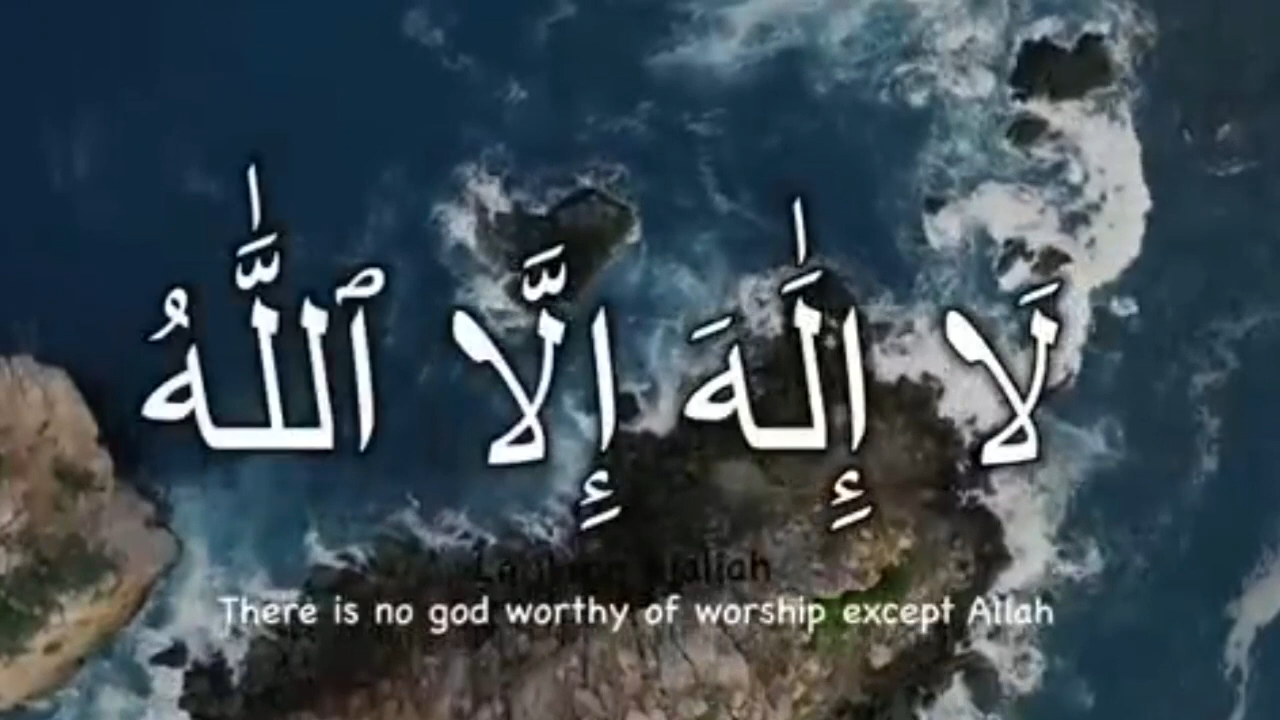 لَا إِلَٰهَ إِلَّا ٱللَّٰهُ
There is no god worthy of worship except Allah